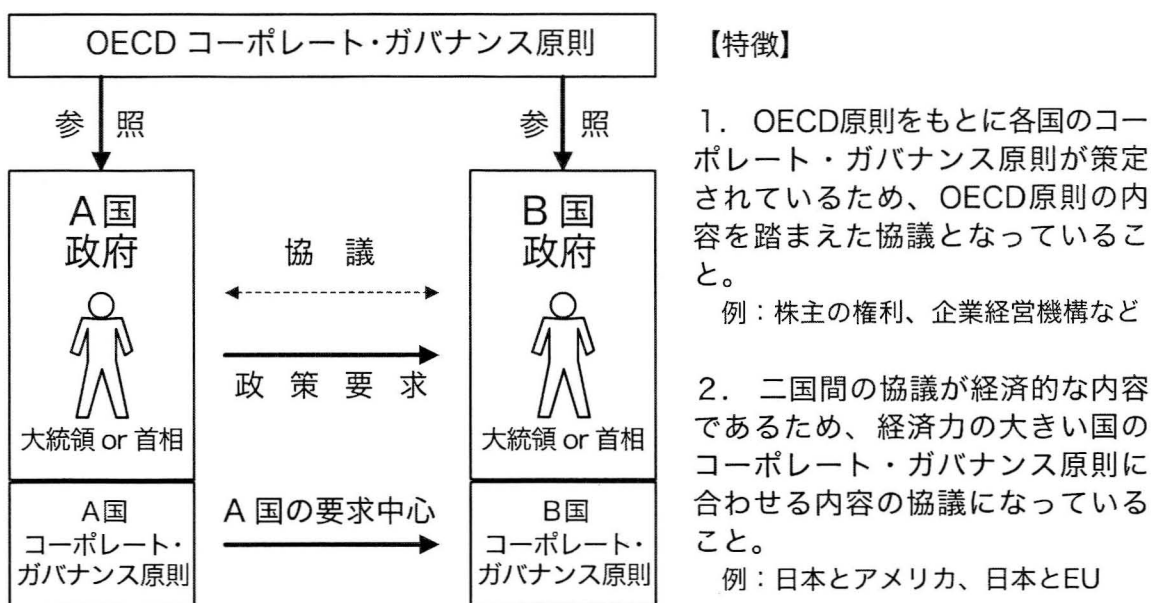 OECD コーポレート・ガバナンス原則
参 照
参 照
A国
政府
大統領 or 首相
A国
コーポレート・
ガバナンス原則
協 議
政 策 要 求
A 国の要求中心
B 国
政府
大統領 or 首相
B国
コーポレート・
ガバナンス原則
【特徴】
1. OECD原則をもとに各国のコー
ポレート・ガバナンス原則が策定
されているため、OECD原則の内
容を踏まえた協議となっているこ
と。
例：株主の権利、企業経営機構など
2. 二国間の協議が経済的な内容
であるため、経済力の大きい国の
コーポレート・ガバナンス原則に
合わせる内容の協議になっている
こと。
例：日本とアメリカ、日本とEU